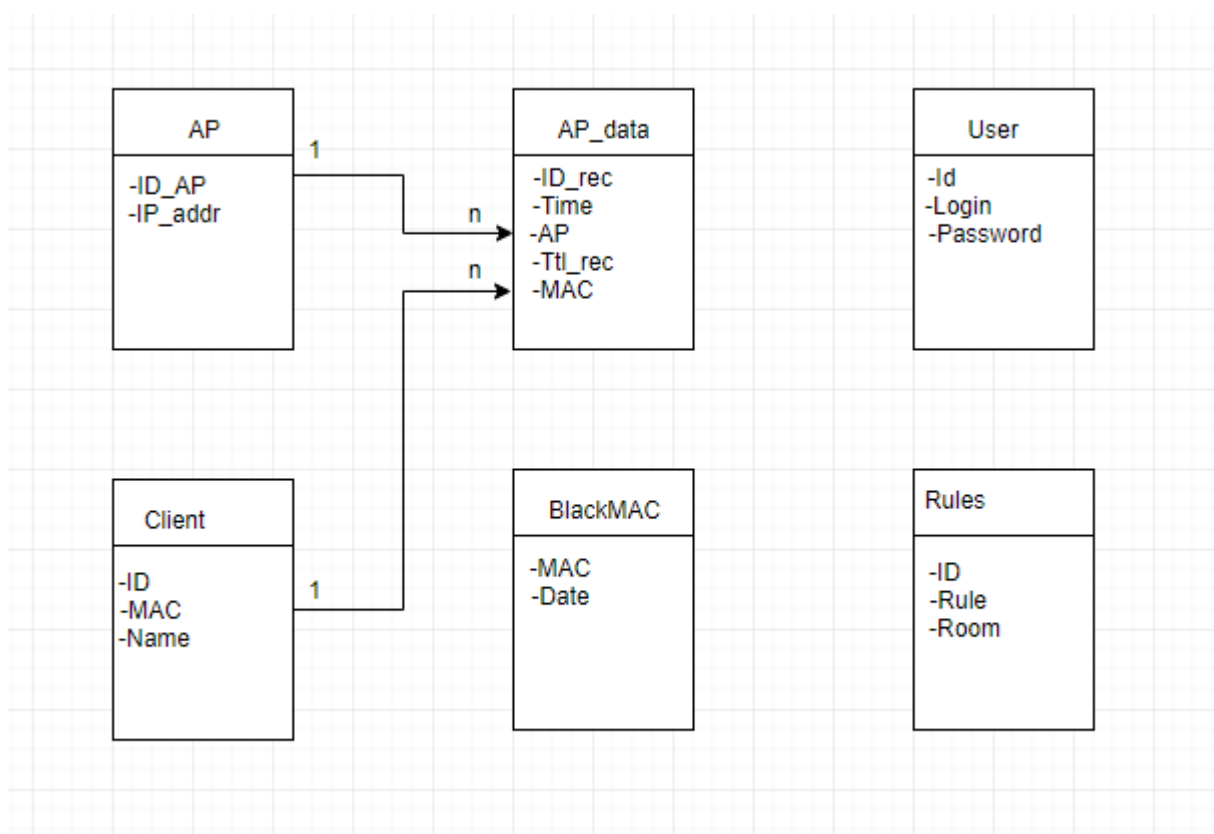 AP
-ID_AP
-IP_addr
1
n
AP_data
-ID_rec
-Time
-AP
-Ttl_rec
-MAC
n
User
-Id
-Login
-Password
Client
-ID
-MAC
-Name
1
BlackMAC
-MAC
-Date
Rules
-ID
-Rule
-Room